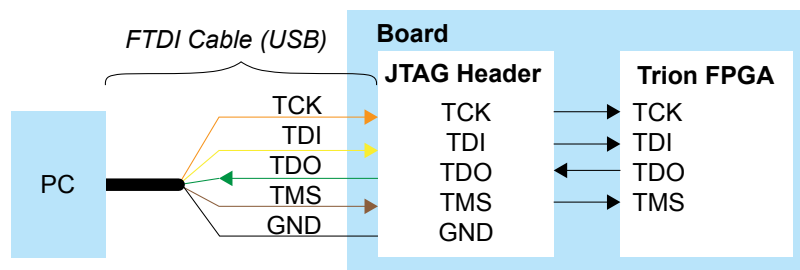 FTDI Cable (USB)
Board
JTAG Header
Trion FPGA
PC
TCK
TDI
TDO
TMS
GND
TCK
TDI
TDO
TMS
GND
TCK
TDI
TDO
TMS